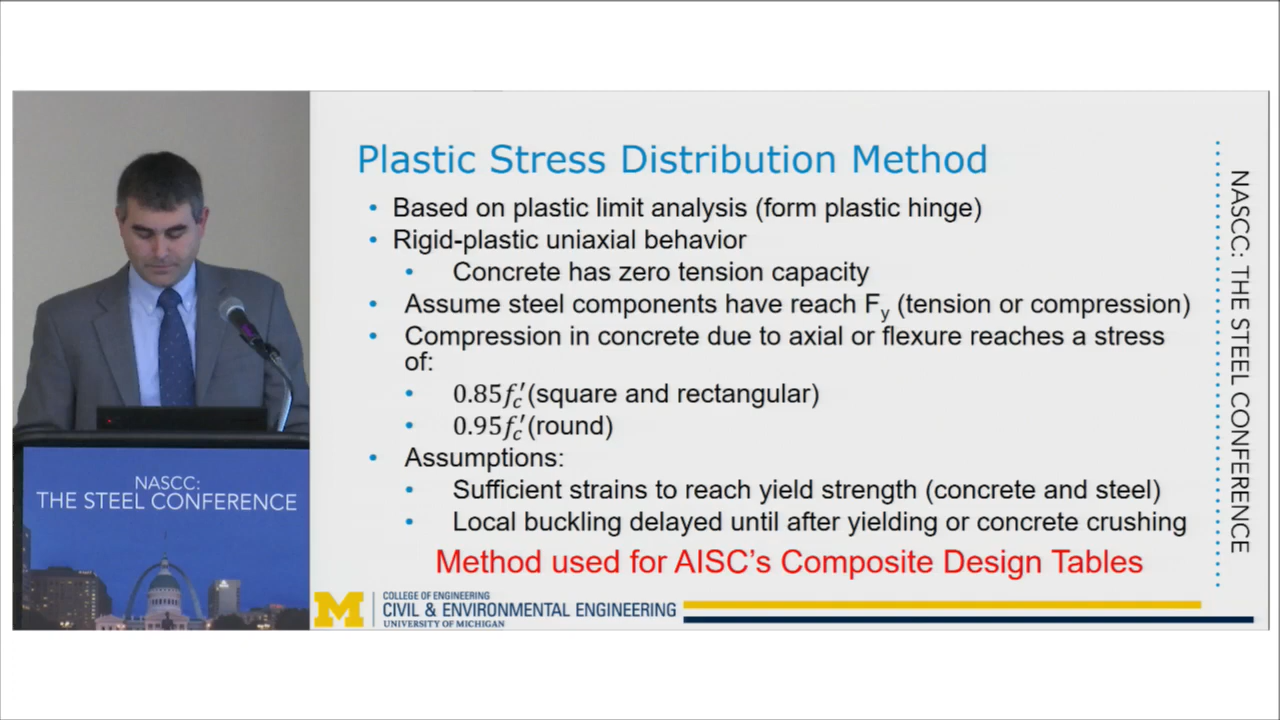 Plastic Stress Distribution Method
• Based on plastic limit analysis (form plastic hinge)
• Rigid-plastic uniaxial behavior
• Concrete has zero tension capacity
• Assume steel components have reach Fy (tension or compression)
• Compression in concrete due to axial or flexure reaches a stress
of:
• 0.85f′c (square and rectangular)
• 0.95f′c (round)
• Assumptions:
• Sufficient strains to reach yield strength (concrete and steel)
• Local buckling delayed until after yielding or concrete crushing
Method used for AISC's Composite Design Tables
M
COLLEGE OF ENGINEERING
CIVIL & ENVIRONMENTAL ENGINEERING
UNIVERSITY OF MICHIGAN
NASCC: THE STEEL CONFERENCE
NASCC:
THE STEEL CONFERENCE